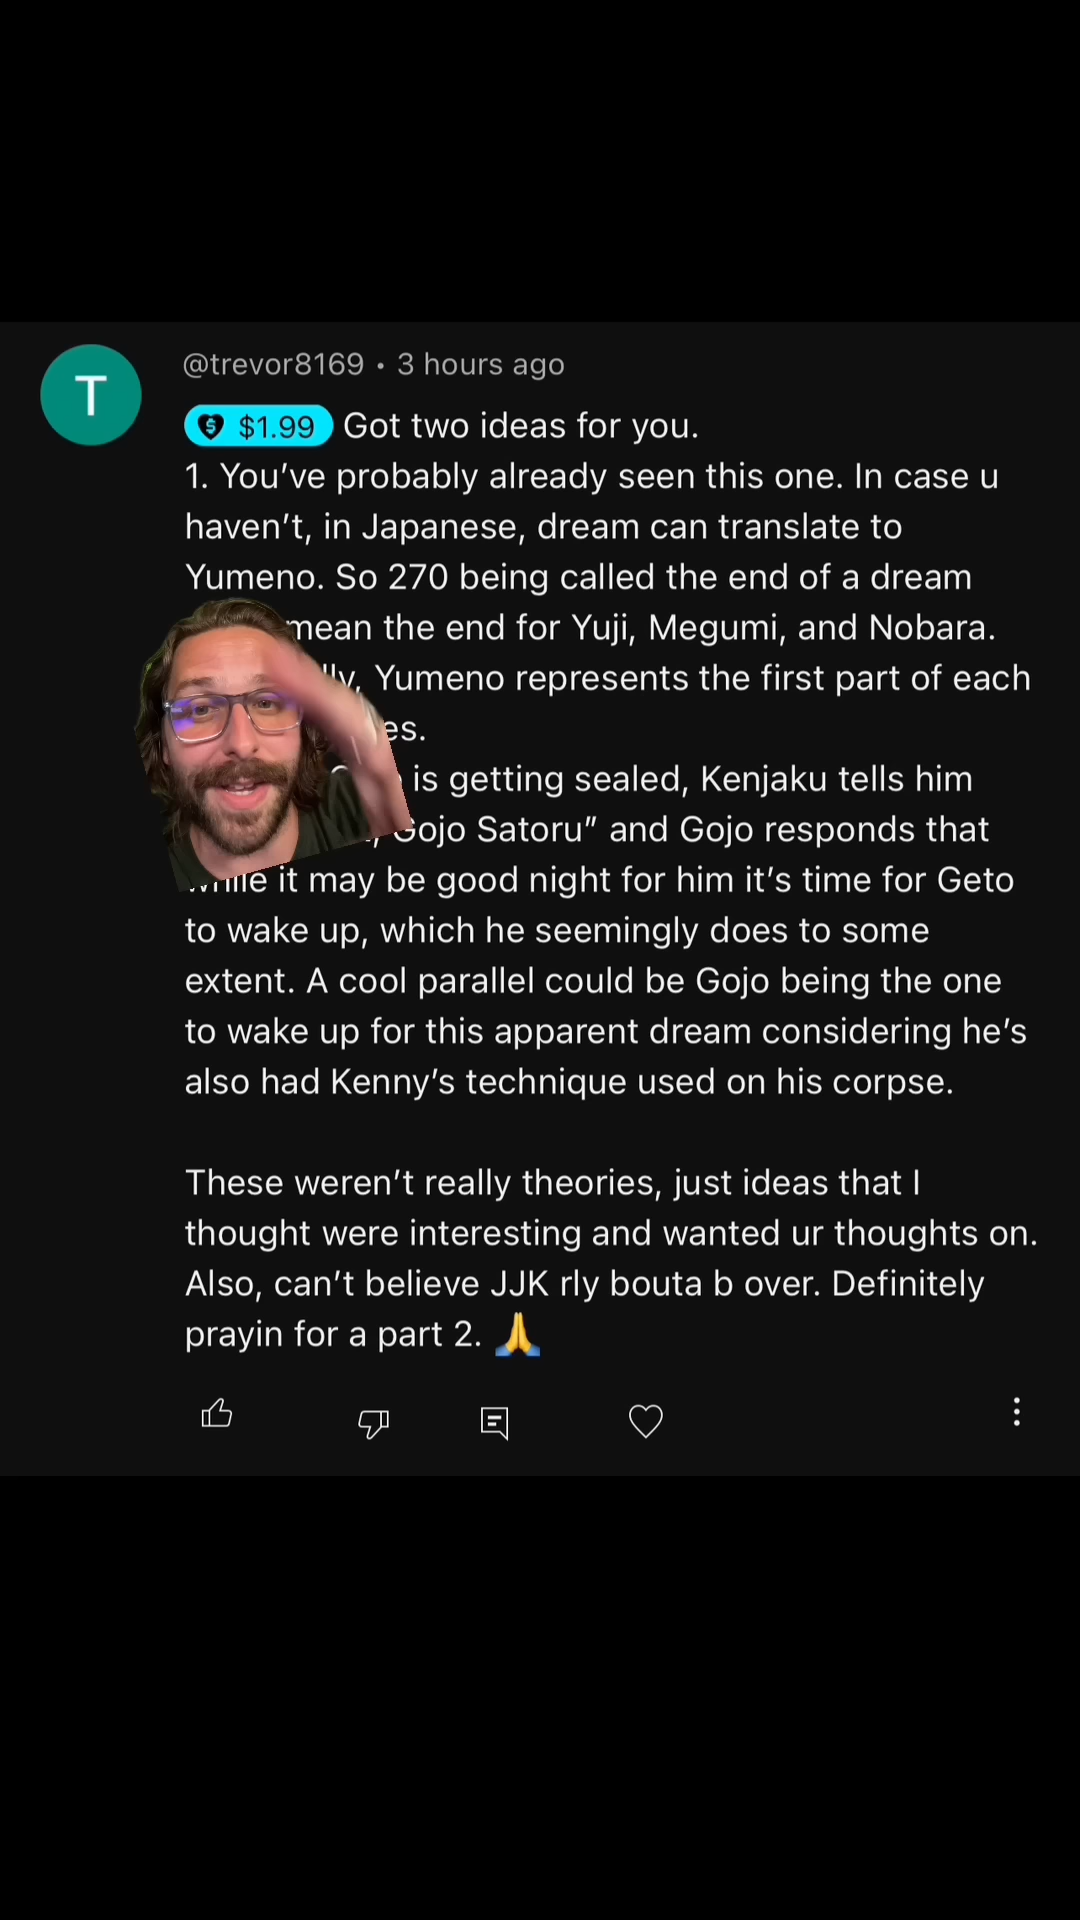 T
@trevor8169 • 3 hours ago
$1.99 Got two ideas for you.
1. You’ve probably already seen this one. In case u
haven’t, in Japanese, dream can translate to
Yumeno. So 270 being called the end of a dream
mean the end for Yuji, Megumi, and Nobara.
Yumeno represents the first part of each
is getting sealed, Kenjaku tells him
Gojo Satoru” and Gojo responds that
while it may be good night for him it’s time for Geto
to wake up, which he seemingly does to some
extent. A cool parallel could be Gojo being the one
to wake up for this apparent dream considering he’s
also had Kenny’s technique used on his corpse.
These weren’t really theories, just ideas that I
thought were interesting and wanted ur thoughts on.
Also, can’t believe JJK rly bouta b over. Definitely
prayin for a part 2. 🙏